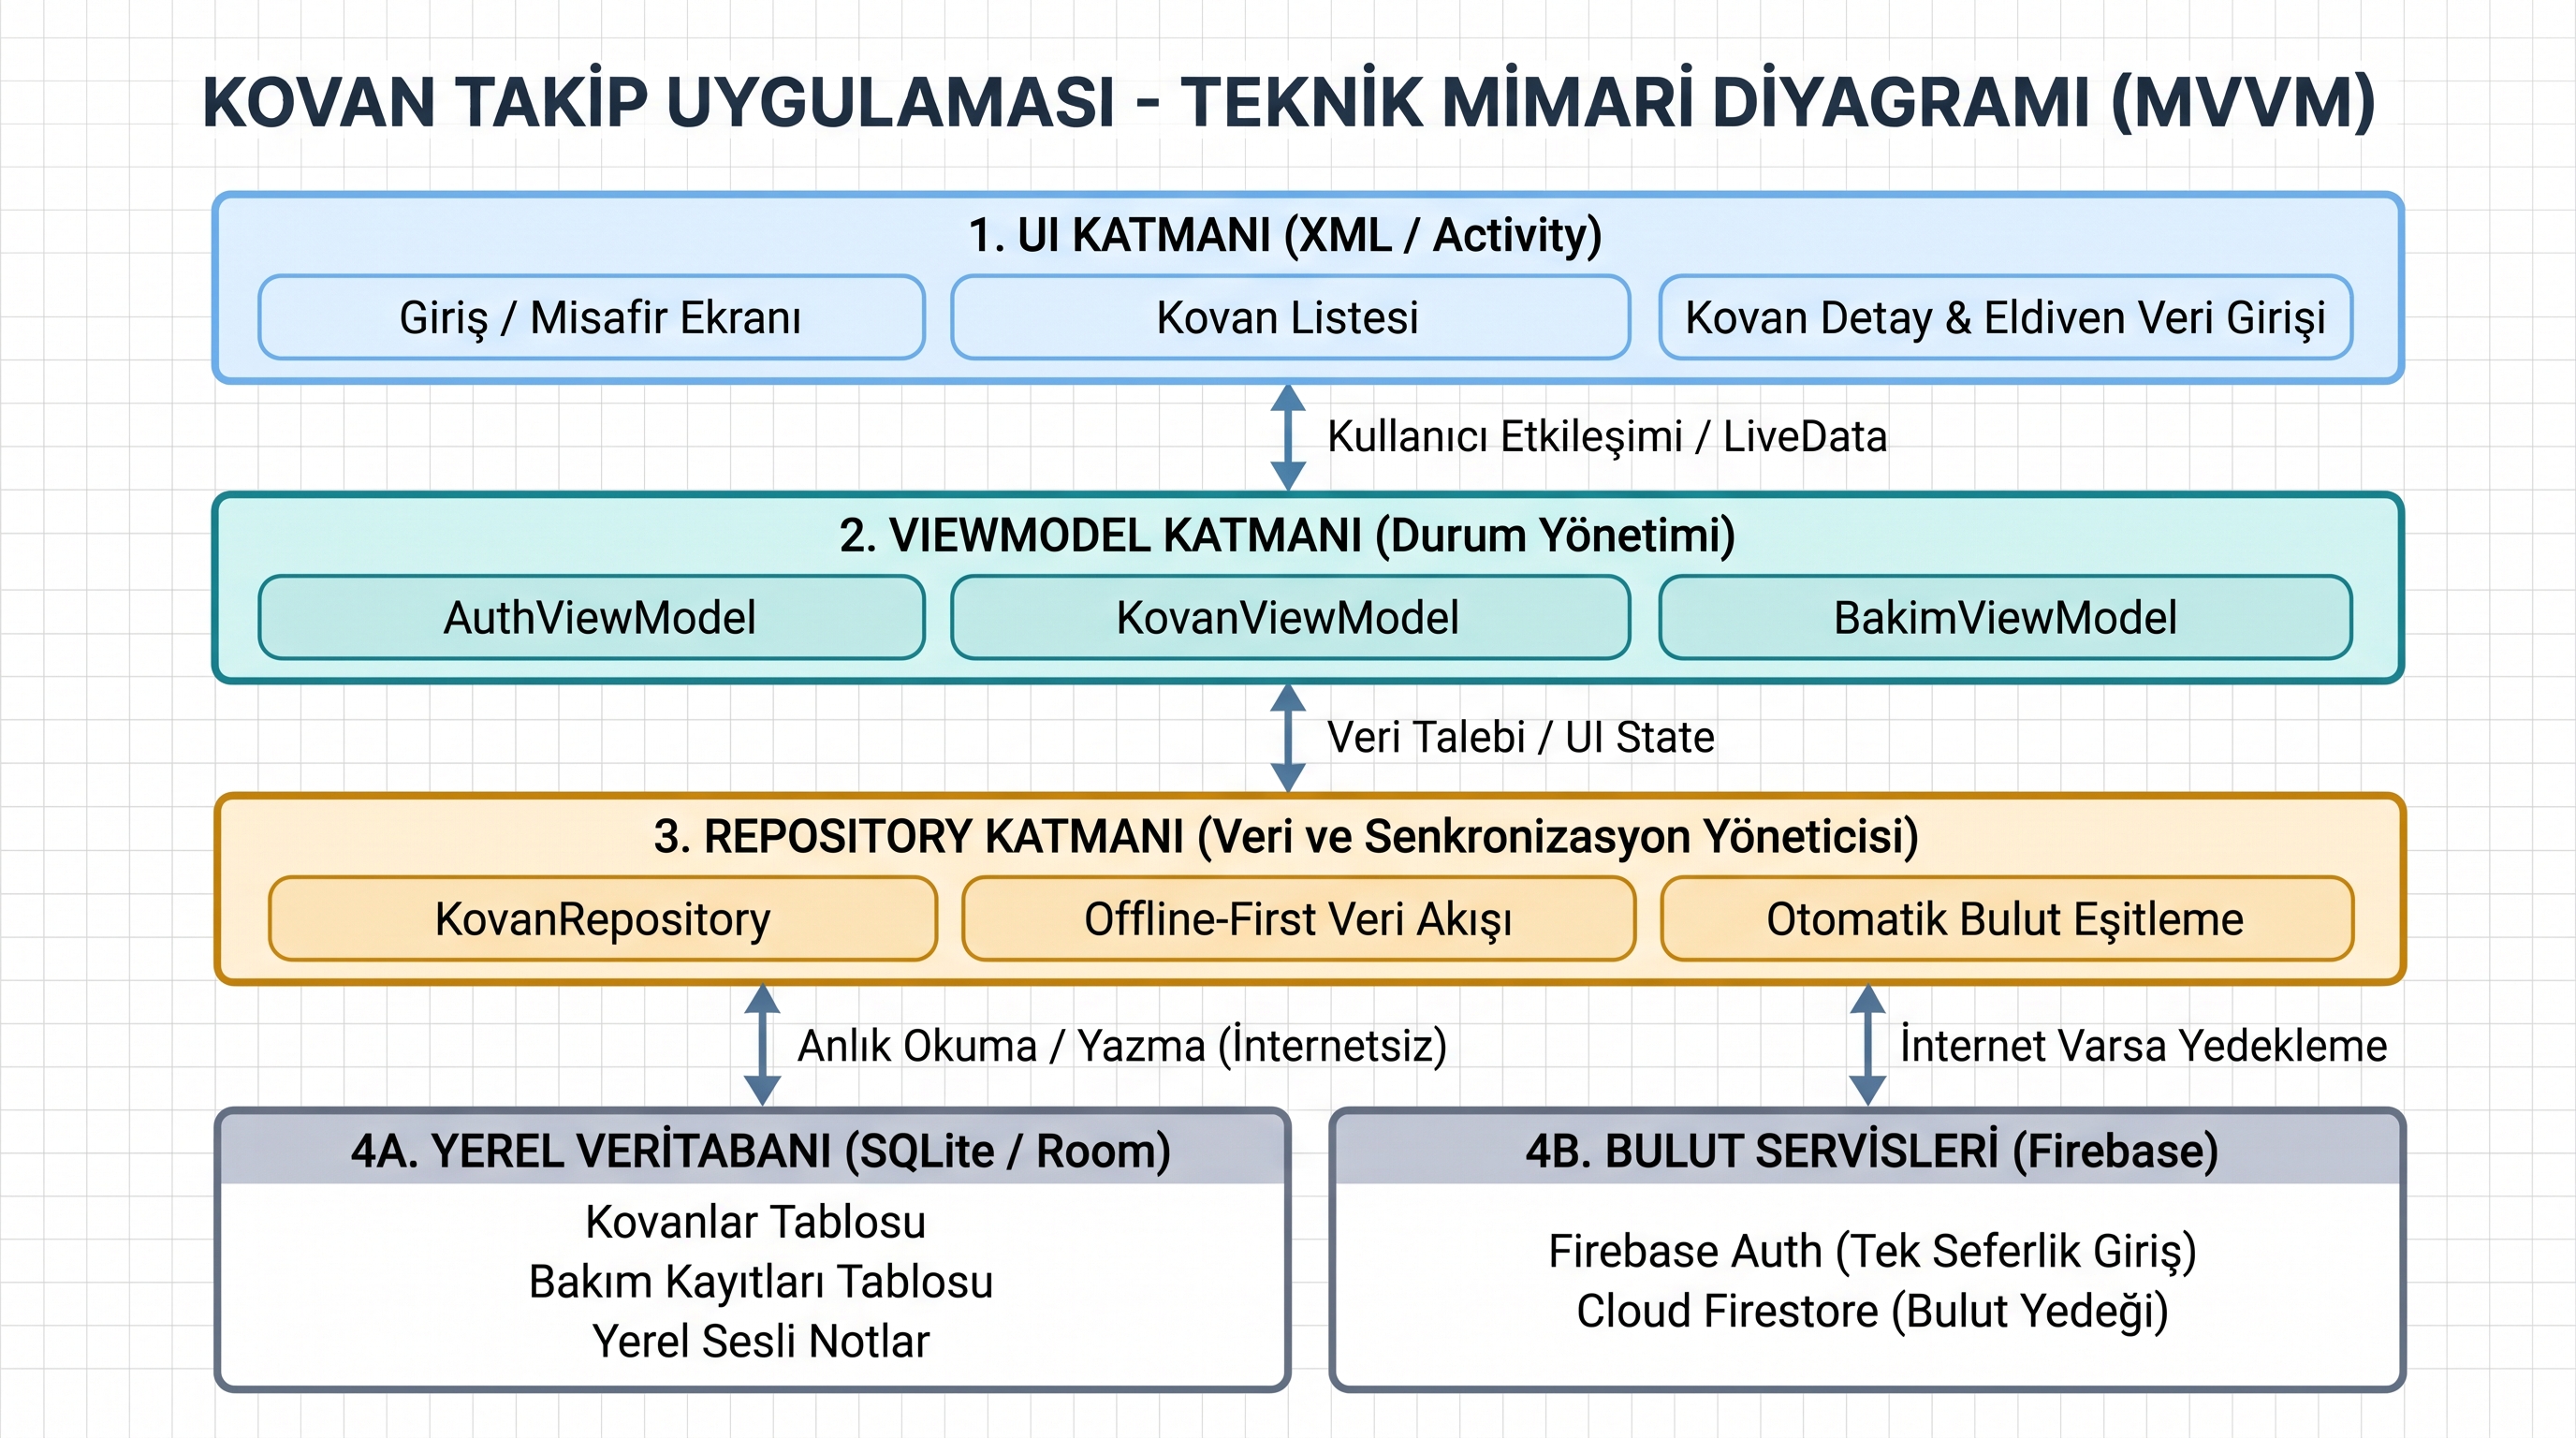 KOVAN TAKİP UYGULAMASI - TEKNİK MİMARİ DİYAGRAMI (MVVM)
1. UI KATMANI (XML / Activity)
Giriş / Misafir Ekranı
Kovan Listesi
Kovan Detay & Eldiven Veri Girişi
Kullanıcı Etkileşimi / LiveData
2. VIEWMODEL KATMANI (Durum Yönetimi)
AuthViewModel
KovanViewModel
BakimViewModel
Veri Talebi / UI State
3. REPOSITORY KATMANI (Veri ve Senkronizasyon Yöneticisi)
KovanRepository
Offline-First Veri Akışı
Otomatik Bulut Eşitleme
Anlık Okuma / Yazma (İnternetsiz)
İnternet Varsa Yedekleme
4A. YEREL VERİTABANI (SQLite / Room)
Kovanlar Tablosu
Bakım Kayıtları Tablosu
Yerel Sesli Notlar
4B. BULUT SERVİSLERİ (Firebase)
Firebase Auth (Tek Seferlik Giriş)
Cloud Firestore (Bulut Yedeği)